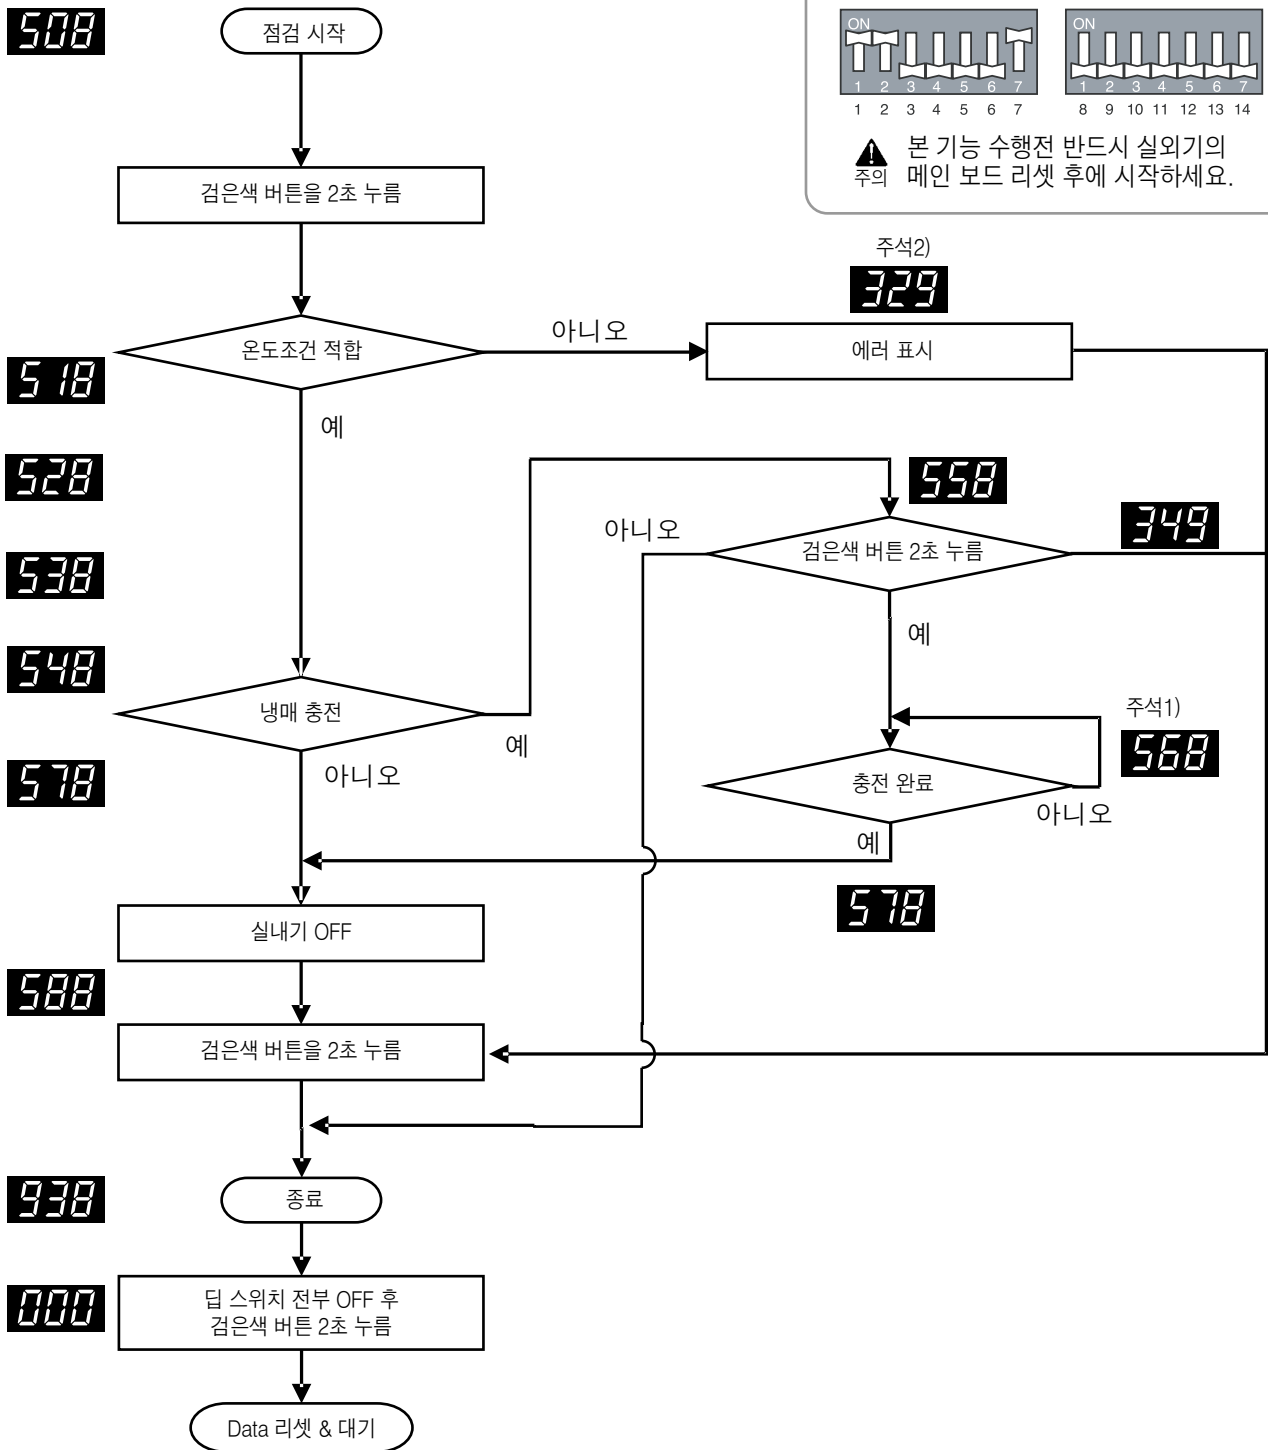 508
점검 시작
ON
ON
1 2 3 4 5 6 7
1 2 3 4 5 6 7
1 2 3 4 5 6 7
8 9 10 11 12 13 14
주의
본 기능 수행전 반드시 실외기의
메인 보드 리셋 후에 시작하세요.
검은색 버튼을 2초 누름
주석2)
329
온도조건 적합
아니오
에러 표시
518
예
528
558
아니오
검은색 버튼 2초 누름
349
538
예
548
냉매 충전
예
아니오
주석1)
568
578
충전 완료
아니오
예
578
실내기 OFF
588
검은색 버튼을 2초 누름
938
종료
000
딥 스위치 전부 OFF 후
검은색 버튼 2초 누름
Data 리셋 & 대기